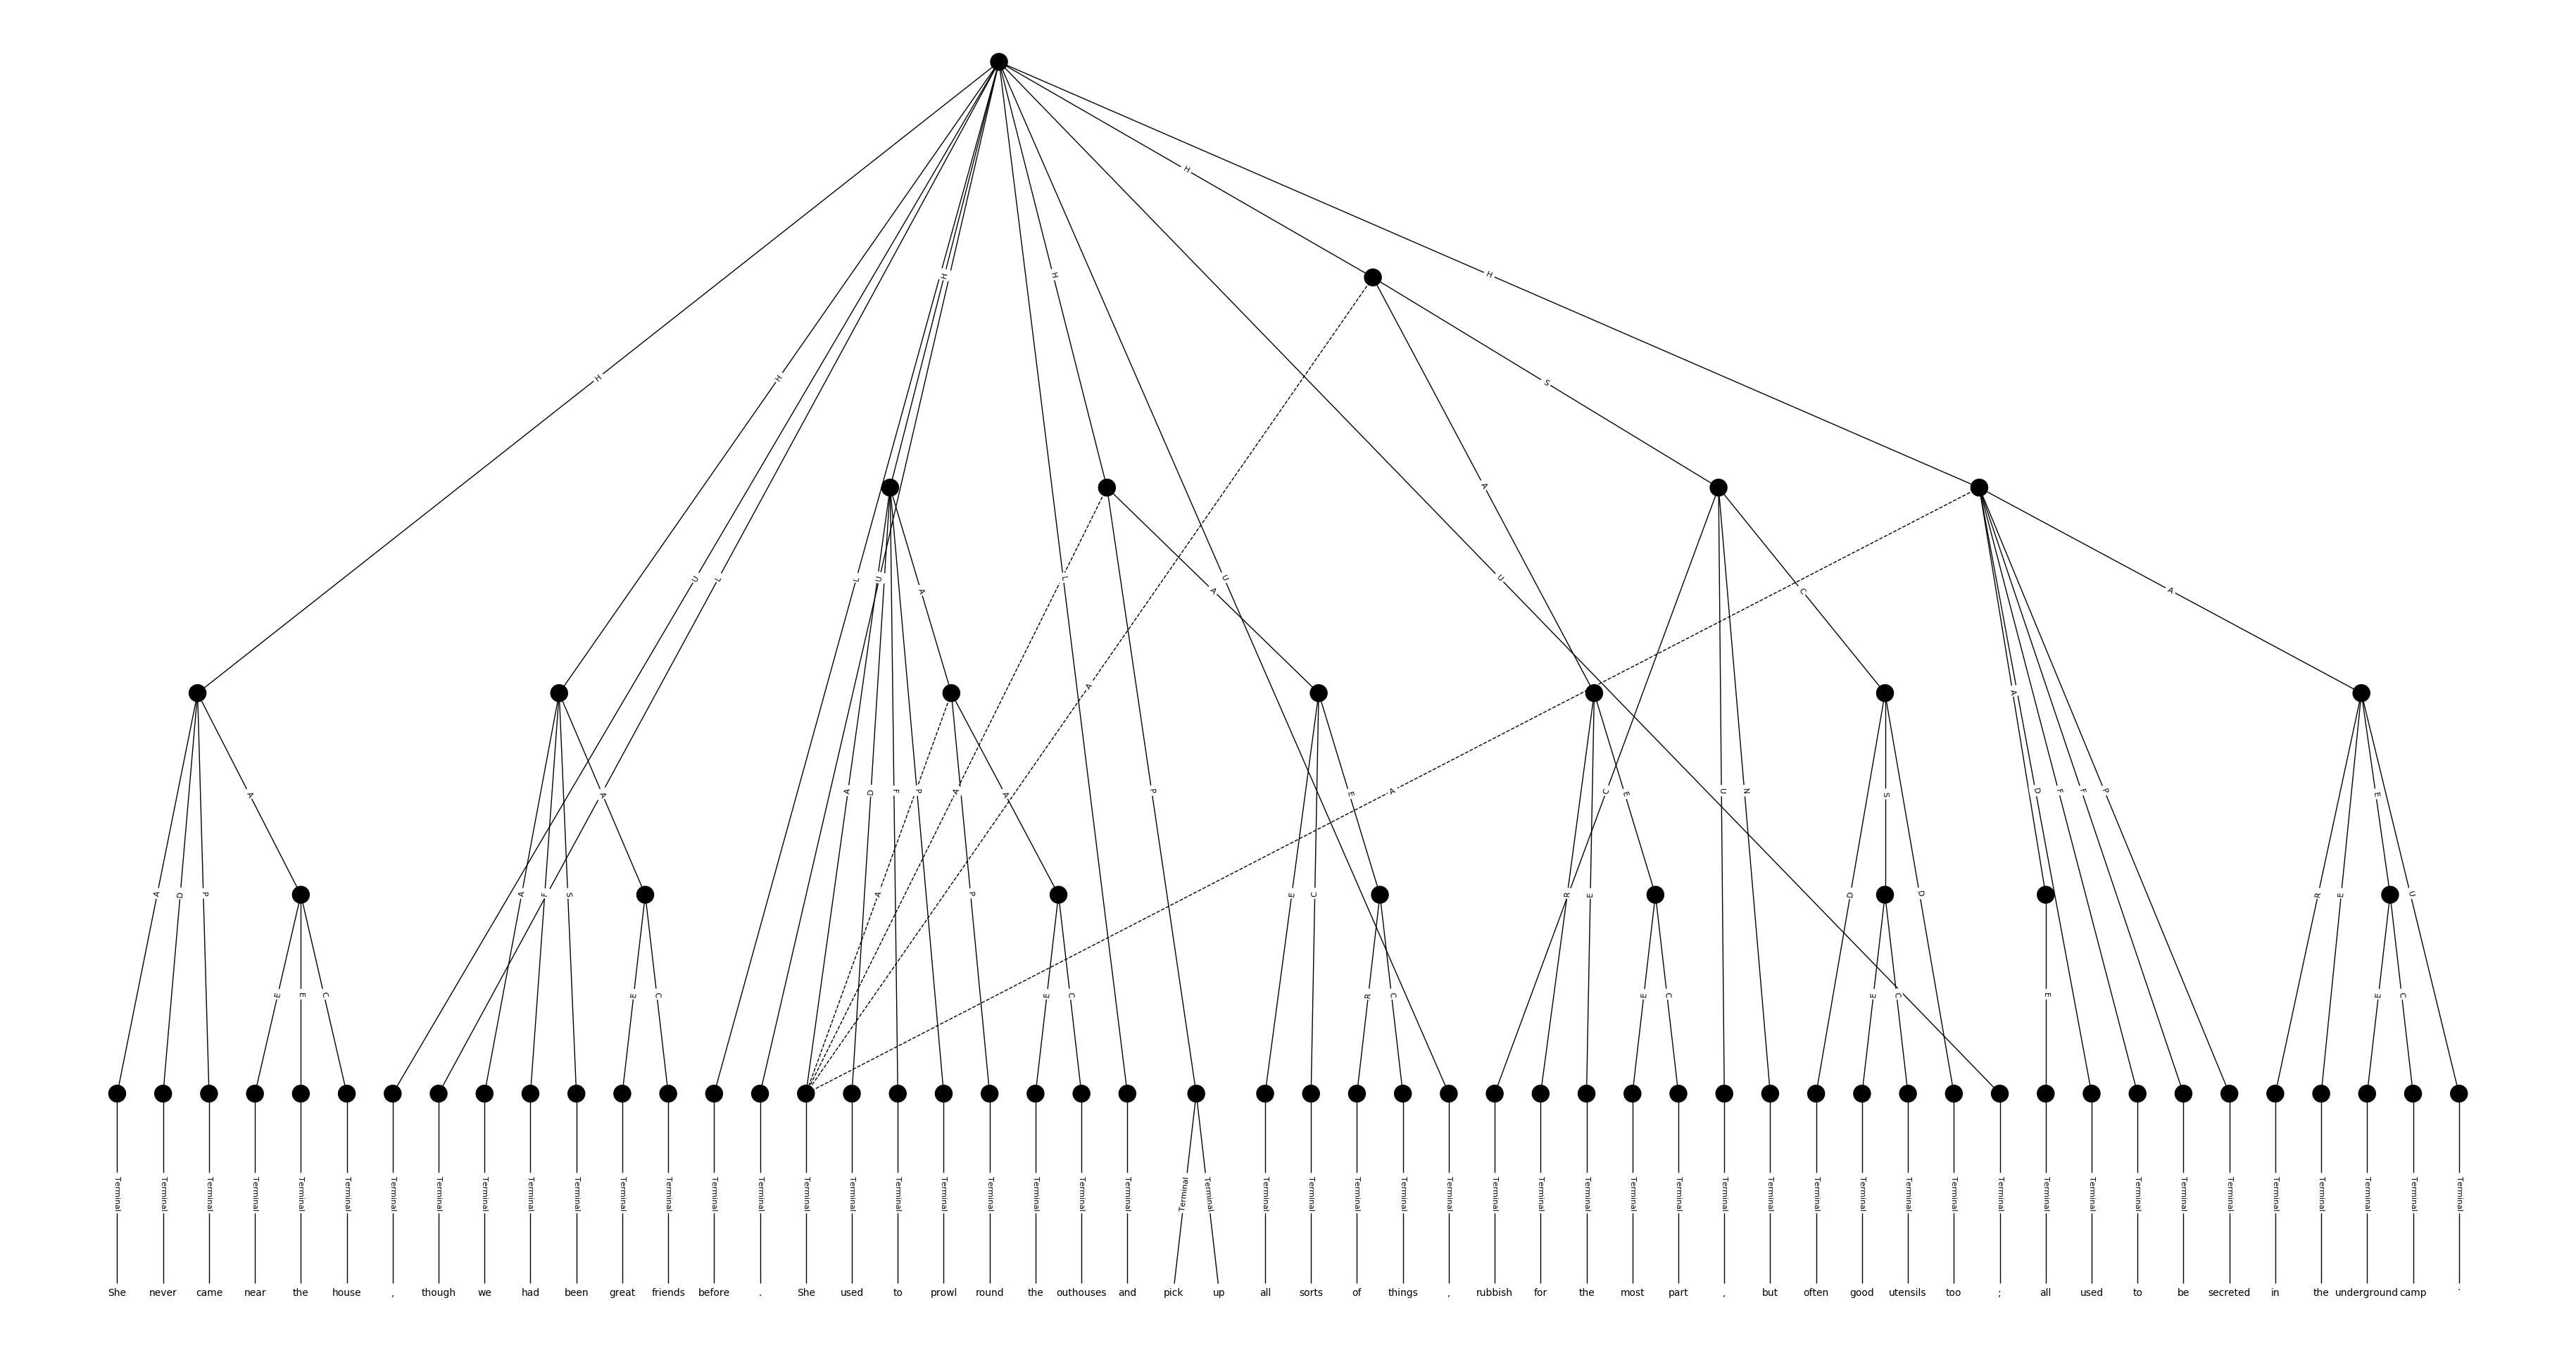 H
H
H
H
H
H
S
A
U
L
L
U
A
L
U
A
U
C
A
A
A
A
A
A
D
F
P
A
A
P
E
A
C
E
U
N
S
D
F
F
P
E
A
D
P
A
F
S
A
P
E
C
R
E
D
D
R
E
U
E
E
C
E
C
E
C
R
C
E
C
E
C
E
E
C
Terminal Terminal Terminal Terminal Terminal Terminal Terminal Terminal Terminal Terminal Terminal Terminal Terminal Terminal Terminal Terminal Terminal Terminal Terminal Terminal Terminal Terminal Terminal Terminal Terminal Terminal Terminal Terminal Terminal Terminal Terminal Terminal Terminal Terminal Terminal Terminal Terminal Terminal Terminal Terminal Terminal Terminal Terminal Terminal Terminal Terminal Terminal Terminal Terminal Terminal Terminal Terminal
She never came near the house , though we had been great friends before . She used to prowl round the outhouses and pick up all sorts of things , rubbish for the most part , but often good utensils too ; all used to be secreted in the underground camp .